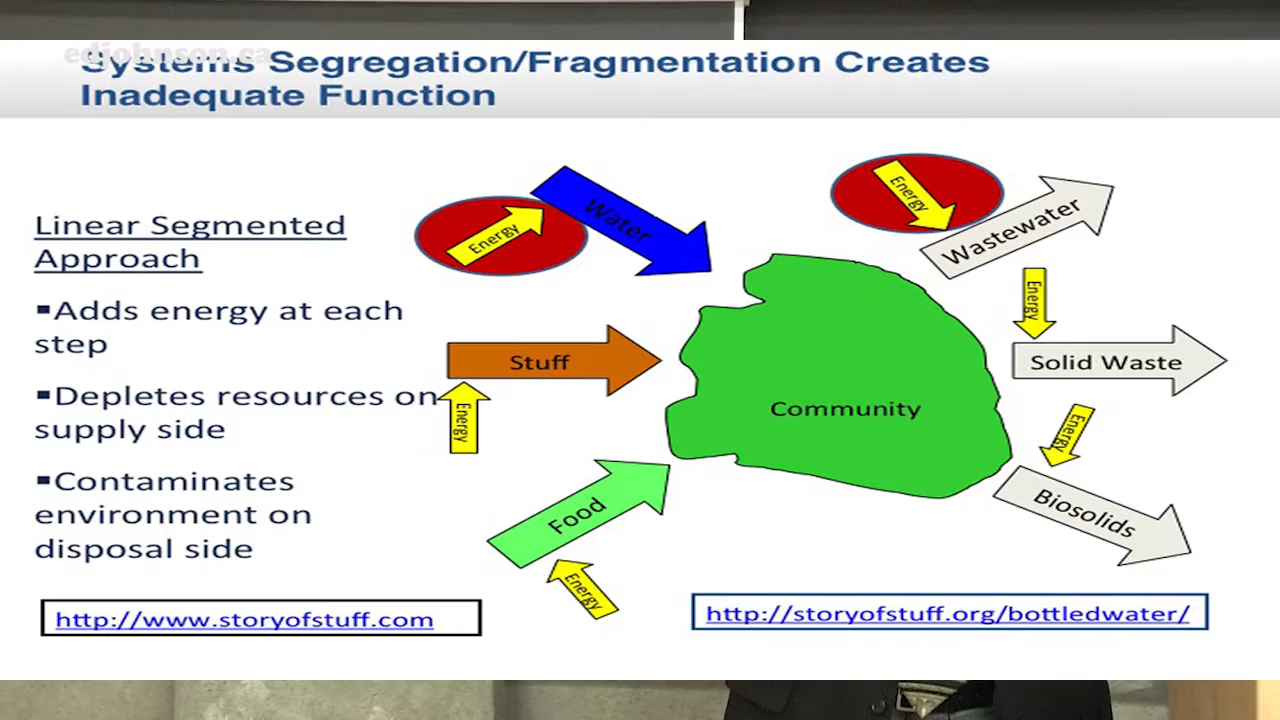 edjohnson.ca
Systems Segregation/Fragmentation Creates
Inadequate Function
Linear Segmented
Approach
▪Adds energy at each
step
▪Depletes resources on
supply side
▪Contaminates
environment on
disposal side
http://www.storyofstuff.com
Energy
Water
Energy
Wastewater
Stuff
Energy
Community
Energy
Solid Waste
Food
Energy
Energy
Biosolids
http://storyofstuff.org/bottledwater/